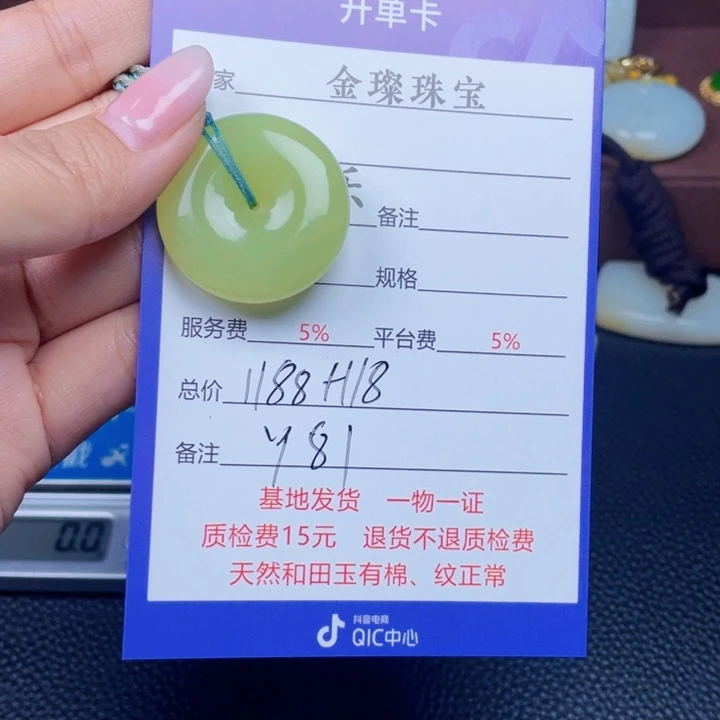 开单卡
家 金璨珠宝
备注
规格
服务费 5% 平台费 5%
总价 1188H18
备注 Y81
基地发货 一物一证
质检费15元 退货不退质检费
天然和田玉有棉、纹正常
抖音电商
QIC中心
0.0